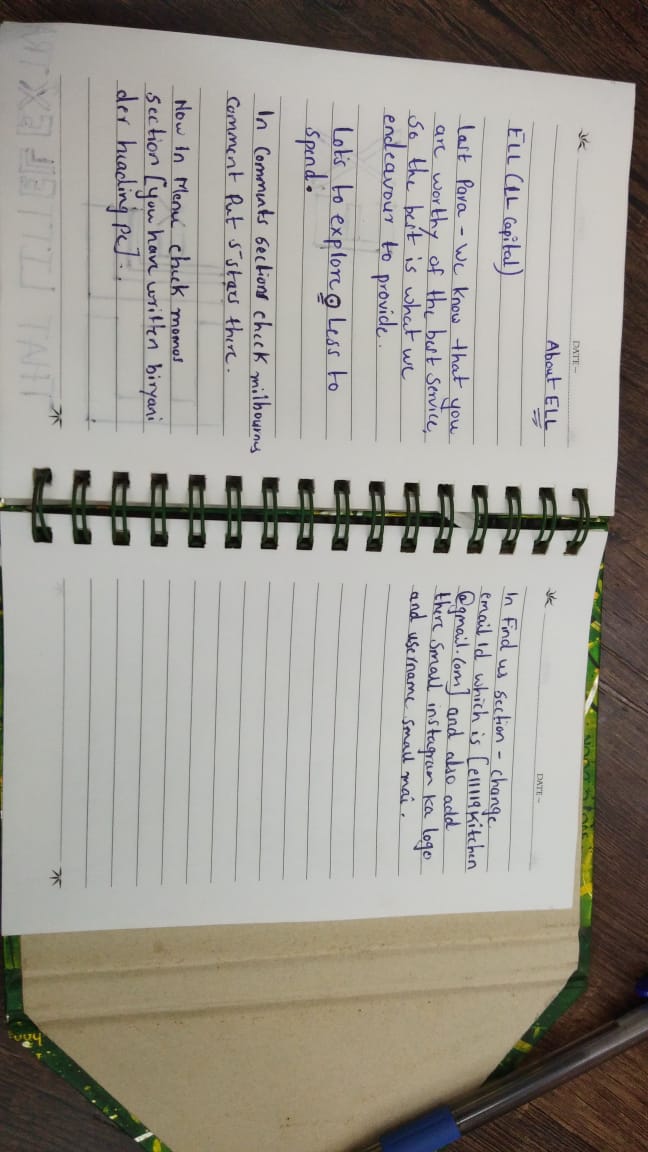 DATE~
About ELL
ELL (LL Capital)
last Para - We know that you
are worthy of the best service,
so the best is what we
endeavour to provide.
Lots to explore. Less to
spend.
In Comments sections check milbournes
comment Put 5-stars there.
Now In Menu check momos
section [you have written biryani
der heading pe]..
THAT LITTEL EXTRA
DATE~
In Find us section - change
email Id which is [ell119Kitchen
@gmail.com] and also add
there small instagram ka logo
and username small mai.